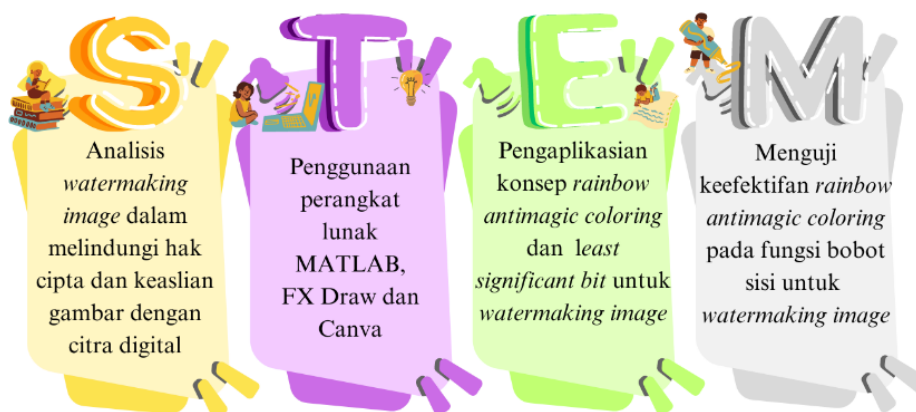 S
Analisis
watermaking
image dalam
melindungi hak
cipta dan keaslian
gambar dengan
citra digital
T
Penggunaan
perangkat
lunak
MATLAB,
FX Draw dan
Canva
E
Pengaplikasian
konsep rainbow
antimagic coloring
dan least
significant bit untuk
watermaking image
M
Menguji
keefektifan rainbow
antimagic coloring
pada fungsi bobot
sisi untuk
watermaking image